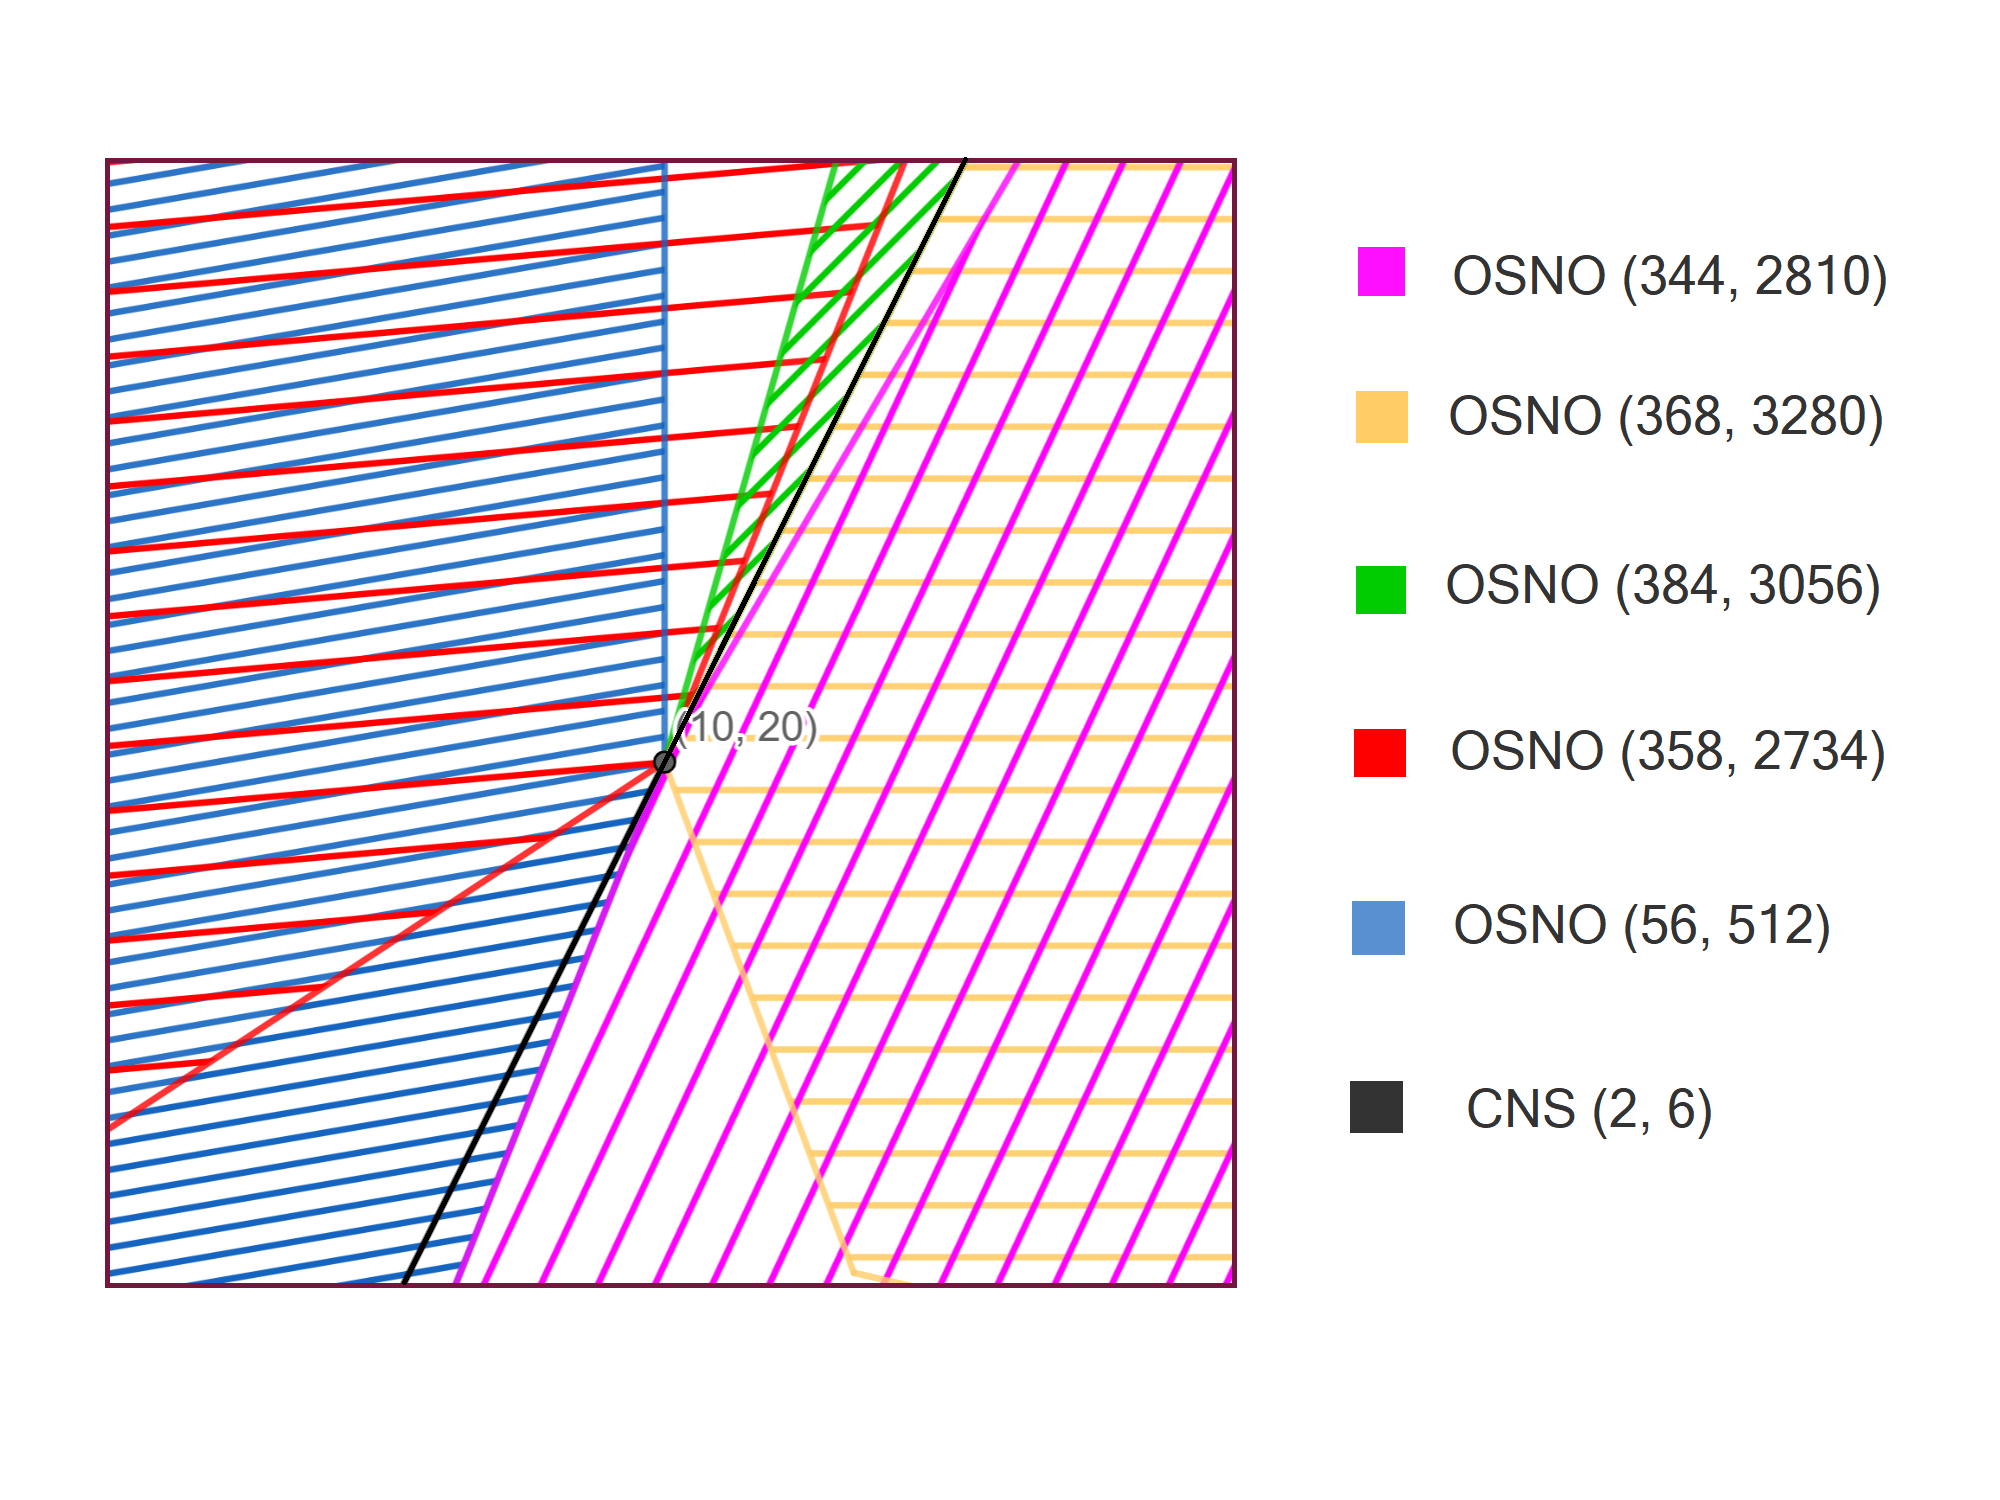 OSNO (344, 2810)
OSNO (368, 3280)
OSNO (384, 3056)
(10, 20)
OSNO (358, 2734)
OSNO (56, 512)
CNS (2, 6)